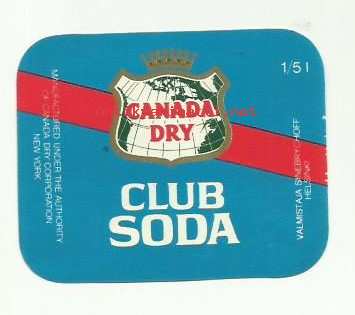 1/5 l
CANADA
DRY
CLUB
SODA
MANUFACTURED UNDER THE AUTHORITY
OF CANADA DRY CORPORATION
NEW YORK
VALMISTAJA SINEBRYCHOFF
HELSINKI
.net